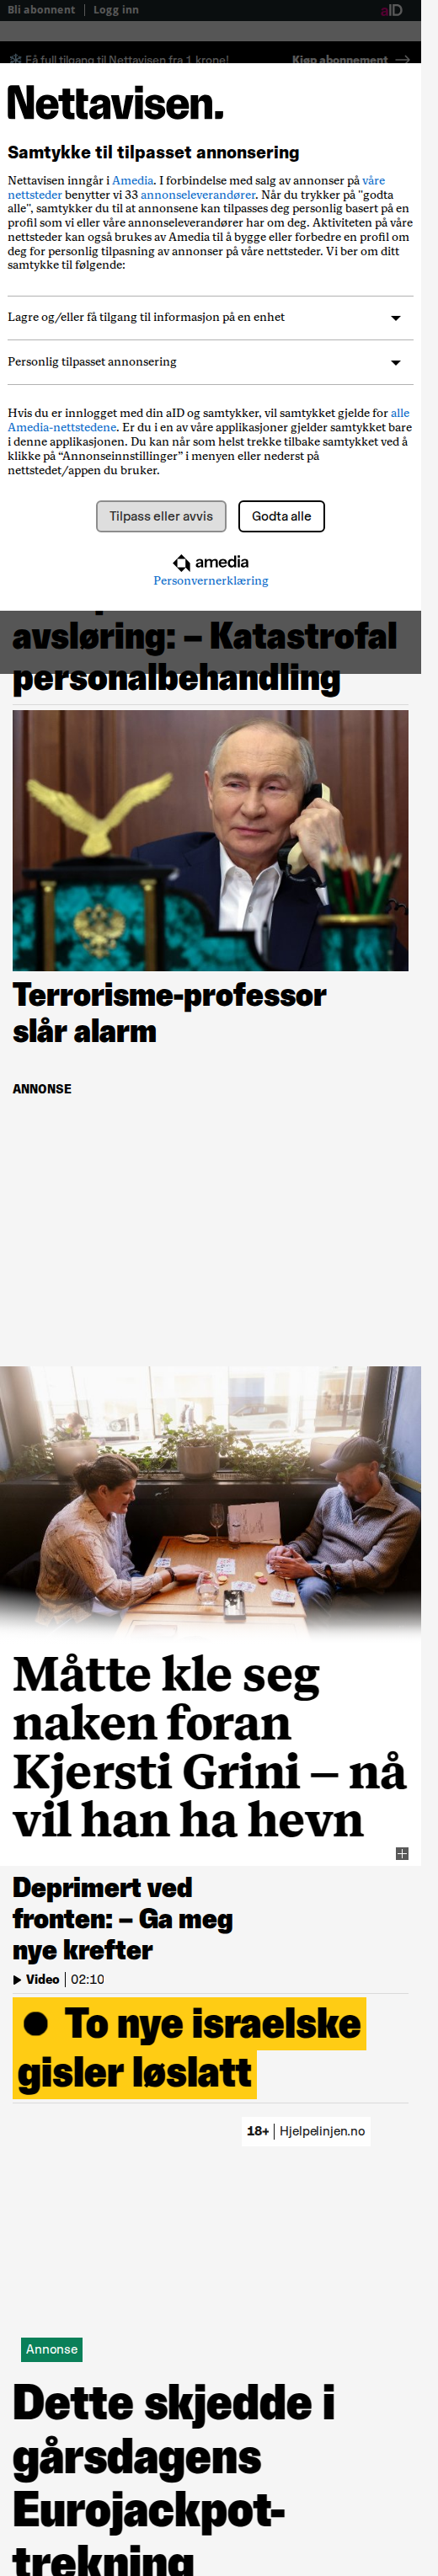 Bli abonnent | Logg inn
aID
Få full tilgang til Nettavisen fra 1 krone!
Kjøp abonnement
Nettavisen.
Samtykke til tilpasset annonsering
Nettavisen inngår i Amedia. I forbindelse med salg av annonser på våre
nettsteder benytter vi 33 annonseleverandører. Når du trykker på "godta
alle", samtykker du til at annonsene kan tilpasses deg personlig basert på en
profil som vi eller våre annonseleverandører har om deg. Aktiviteten på våre
nettsteder kan også brukes av Amedia til å bygge eller forbedre en profil om
deg for personlig tilpasning av annonser på våre nettsteder. Vi ber om ditt
samtykke til følgende:
Lagre og/eller få tilgang til informasjon på en enhet
Personlig tilpasset annonsering
Hvis du er innlogget med din aID og samtykker, vil samtykket gjelde for alle
Amedia-nettstedene. Er du i en av våre applikasjoner gjelder samtykket bare
i denne applikasjonen. Du kan når som helst trekke tilbake samtykket ved å
klikke på “Annonseinnstillinger” i menyen eller nederst på
nettstedet/appen du bruker.
Tilpass eller avvis
Godta alle
amedia
Personvernerklæring
avsløring: – Katastrofal
personalbehandling
Terrorisme-professor
slår alarm
ANNONSE
Måtte kle seg
naken foran
Kjersti Grini – nå
vil han ha hevn
Deprimert ved
fronten: – Ga meg
nye krefter
Video | 02:10
To nye israelske
gisler løslatt
18+ | Hjelpelinjen.no
Annonse
Dette skjedde i
gårsdagens
Eurojackpot-
trekning